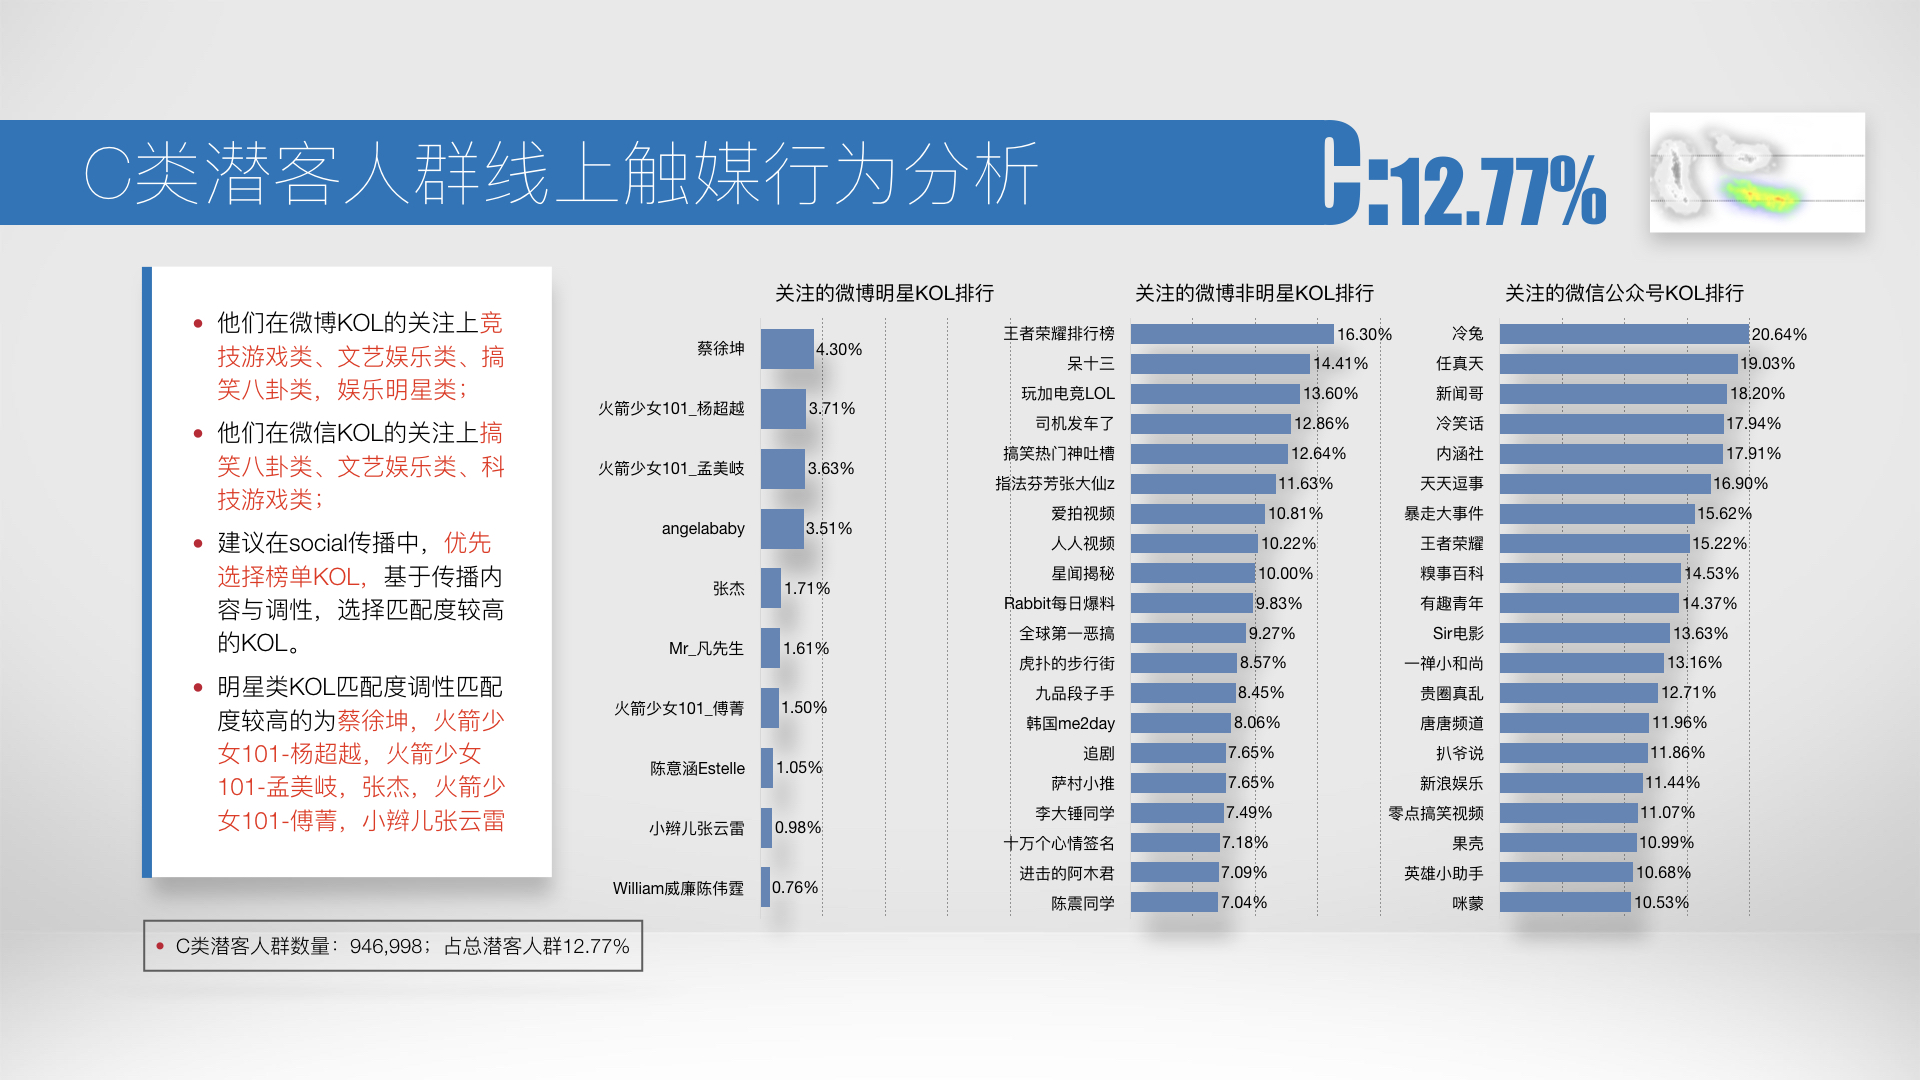 C类潜客人群线上触媒行为分析
C:12.77%
他们在微博KOL的关注上竞
技游戏类、文艺娱乐类、搞
笑八卦类，娱乐明星类；
他们在微信KOL的关注上搞
笑八卦类、文艺娱乐类、科
技游戏类；
建议在social传播中，优先
选择榜单KOL，基于传播内
容与调性，选择匹配度较高
的KOL。
明星类KOL匹配度调性匹配
度较高的为蔡徐坤，火箭少
女101-杨超越，火箭少女
101-孟美岐，张杰，火箭少
女101-傅菁，小辫儿张云雷
C类潜客人群数量：946,998；占总潜客人群12.77%
关注的微博明星KOL排行
蔡徐坤 4.30%
火箭少女101_杨超越 3.71%
火箭少女101_孟美岐 3.63%
angelababy 3.51%
张杰 1.71%
Mr_凡先生 1.61%
火箭少女101_傅菁 1.50%
陈意涵Estelle 1.05%
小辫儿张云雷 0.98%
William威廉陈伟霆 0.76%
关注的微博非明星KOL排行
王者荣耀排行榜 16.30%
呆十三 14.41%
玩加电竞LOL 13.60%
司机发车了 12.86%
搞笑热门神吐槽 12.64%
指法芬芳张大仙z 11.63%
爱拍视频 10.81%
人人视频 10.22%
星闻揭秘 10.00%
Rabbit每日爆料 9.83%
全球第一恶搞 9.27%
虎扑的步行街 8.57%
九品段子手 8.45%
韩国me2day 8.06%
追剧 7.65%
萨村小推 7.65%
李大锤同学 7.49%
十万个心情签名 7.18%
进击的阿木君 7.09%
陈震同学 7.04%
关注的微信公众号KOL排行
冷兔 20.64%
任真天 19.03%
新闻哥 18.20%
冷笑话 17.94%
内涵社 17.91%
天天逗事 16.90%
暴走大事件 15.62%
王者荣耀 15.22%
糗事百科 14.53%
有趣青年 14.37%
Sir电影 13.63%
一禅小和尚 13.16%
贵圈真乱 12.71%
唐唐频道 11.96%
扒爷说 11.86%
新浪娱乐 11.44%
零点搞笑视频 11.07%
果壳 10.99%
英雄小助手 10.68%
咪蒙 10.53%